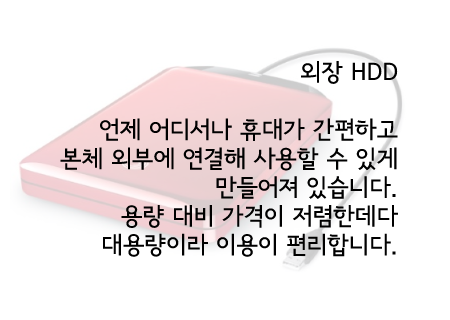 외장 HDD
언제 어디서나 휴대가 간편하고
본체 외부에 연결해 사용할 수 있게
만들어져 있습니다.
용량 대비 가격이 저렴한데다
대용량이라 이용이 편리합니다.